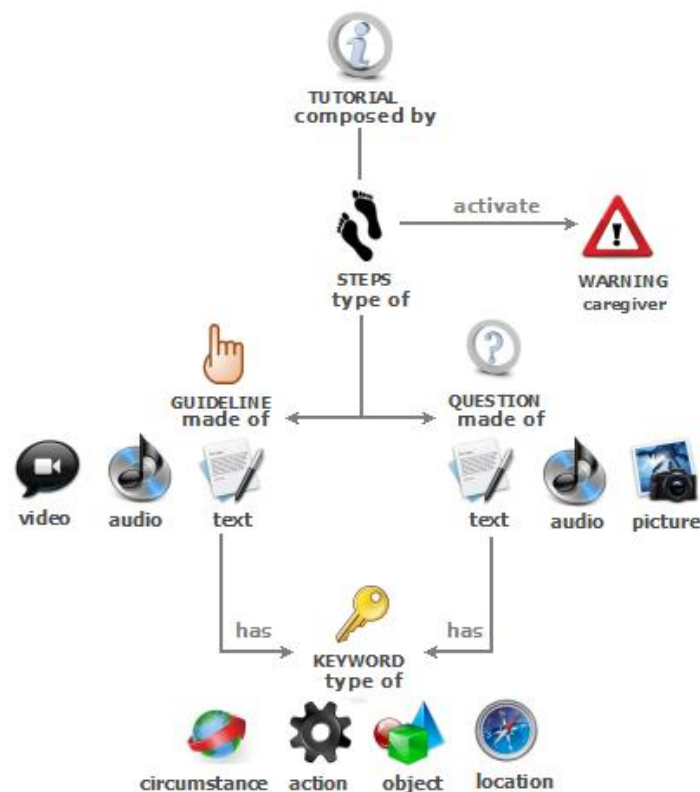 TUTORIAL
composed by
activate
STEPS
type of
WARNING
caregiver
GUIDELINE
made of
QUESTION
made of
video
audio
text
text
audio
picture
has
has
KEYWORD
type of
circumstance
action
object
location